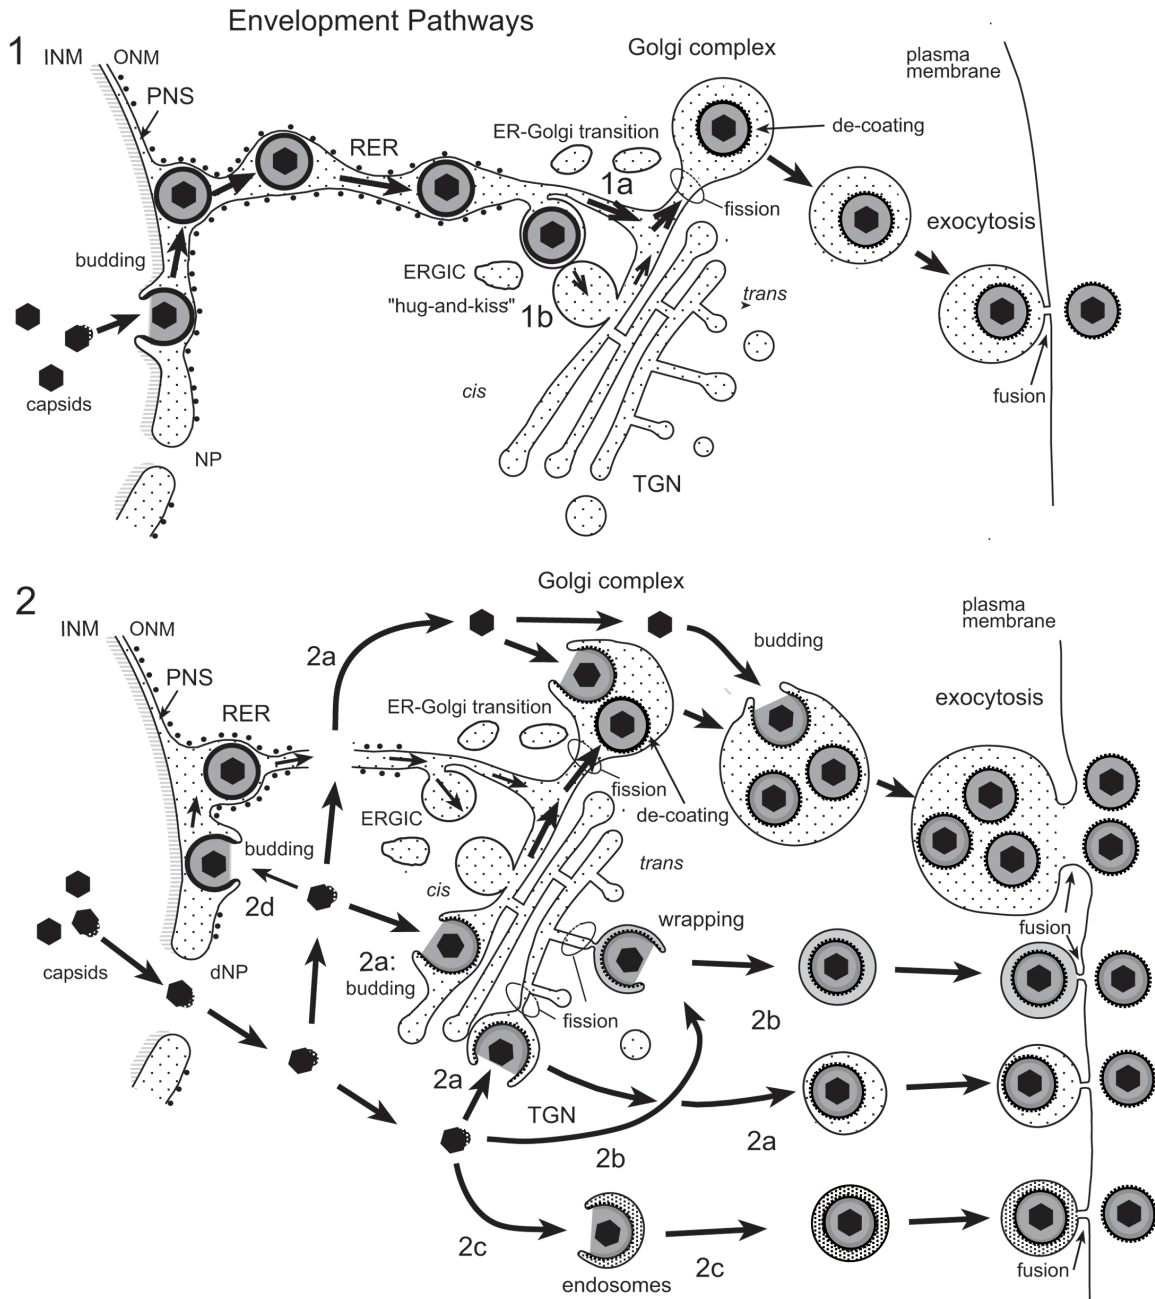 Envelopment Pathways
1
INM ONM
PNS
RER
Golgi complex
plasma
membrane
ER-Golgi transition
de-coating
1a
fission
exocytosis
budding
ERGIC
"hug-and-kiss"
1b
trans
capsids
cis
fusion
NP
TGN
2
Golgi complex
INM ONM
plasma
membrane
2a
budding
PNS
RER
ER-Golgi transition
exocytosis
fission
de-coating
ERGIC
budding
cis
trans
2d
wrapping
capsids
dNP
2a:
budding
fusion
fission
2b
2a
TGN
2b
2a
2c
2c
endosomes
fusion